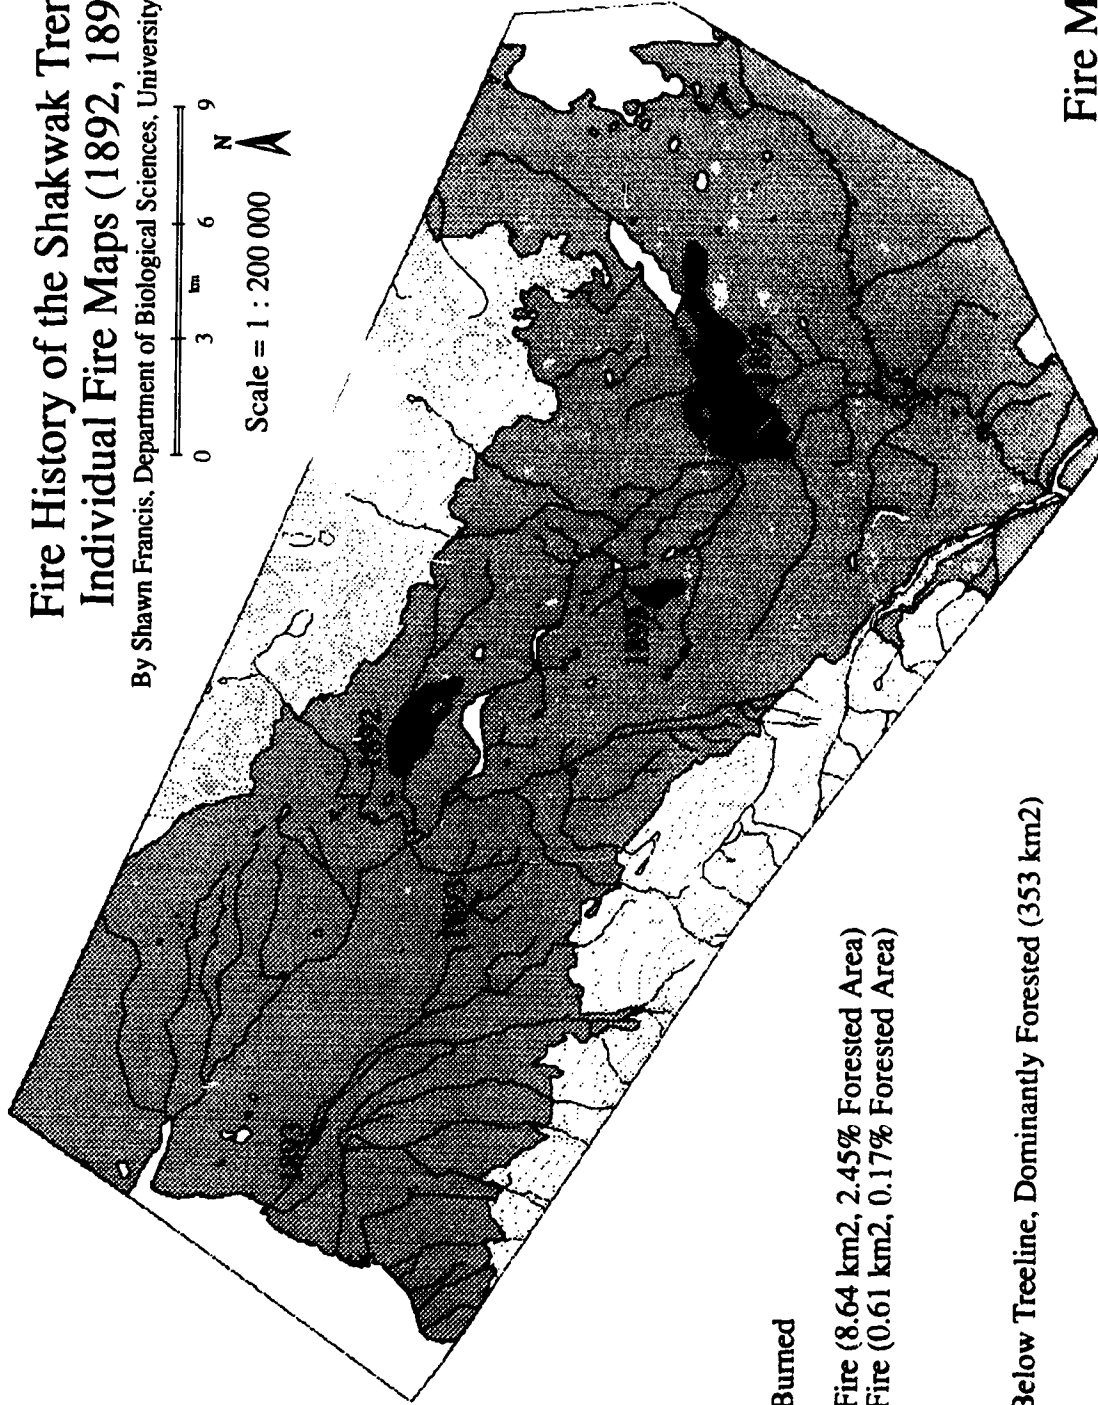 Fire History of the Shakwak Tren
Individual Fire Maps (1892, 189
By Shawn Francis, Department of Biological Sciences, University
0 3 6 9
km
N
Scale = 1 : 200 000
1892
1892
1893
1893
Burned
Fire (8.64 km2, 2.45% Forested Area)
Fire (0.61 km2, 0.17% Forested Area)
Below Treeline, Dominantly Forested (353 km2)
Fire M